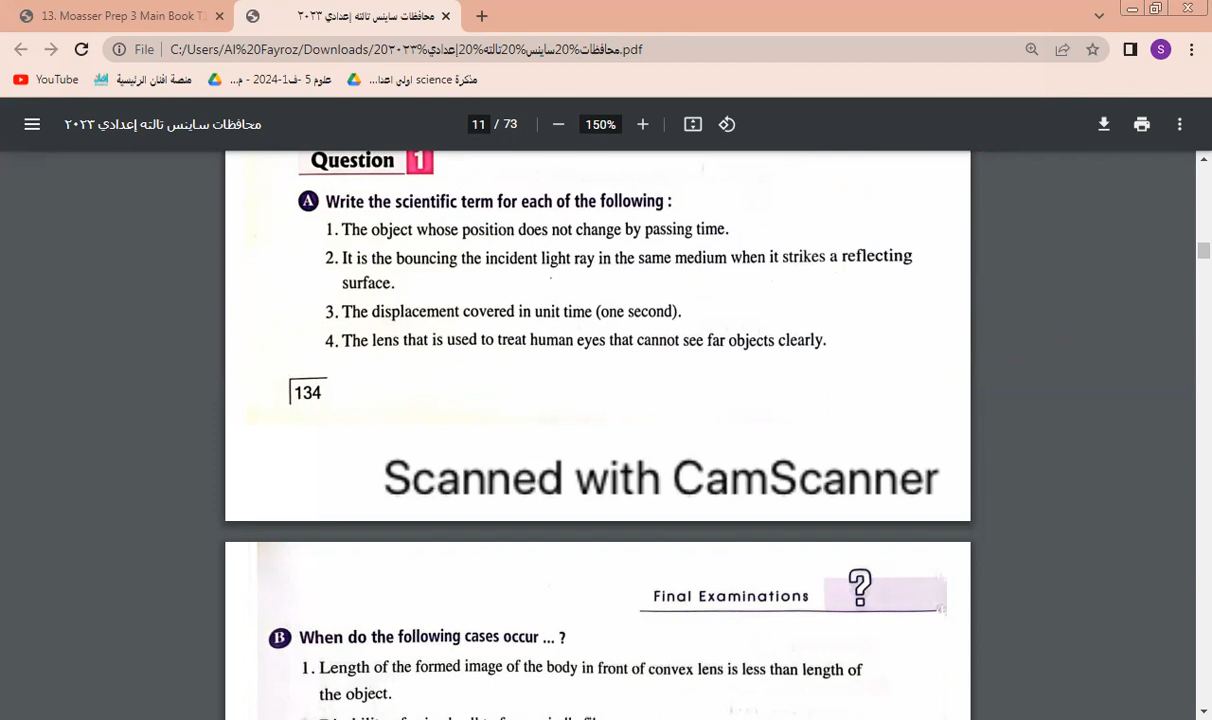 13. Moasser Prep 3 Main Book T
محافظات ساينس تالته إعدادي ٢٠٢٣
File
C:/Users/Al%20Fayroz/Downloads/محافظات%20ساينس%20تالته%20إعدادي%20٢٠٢٣.pdf
S
YouTube
منصة افنان الرئيسية
علوم 5 -ف1-2024 - م...
مذكرة science اولي اعدا...
محافظات ساينس تالته إعدادي ٢٠٢٣
11 / 73
150%
Question 1
A Write the scientific term for each of the following :
1. The object whose position does not change by passing time.
2. It is the bouncing the incident light ray in the same medium when it strikes a reflecting
surface.
3. The displacement covered in unit time (one second).
4. The lens that is used to treat human eyes that cannot see far objects clearly.
134
Scanned with CamScanner
Final Examinations ?
B When do the following cases occur ... ?
1. Length of the formed image of the body in front of convex lens is less than length of
the object.